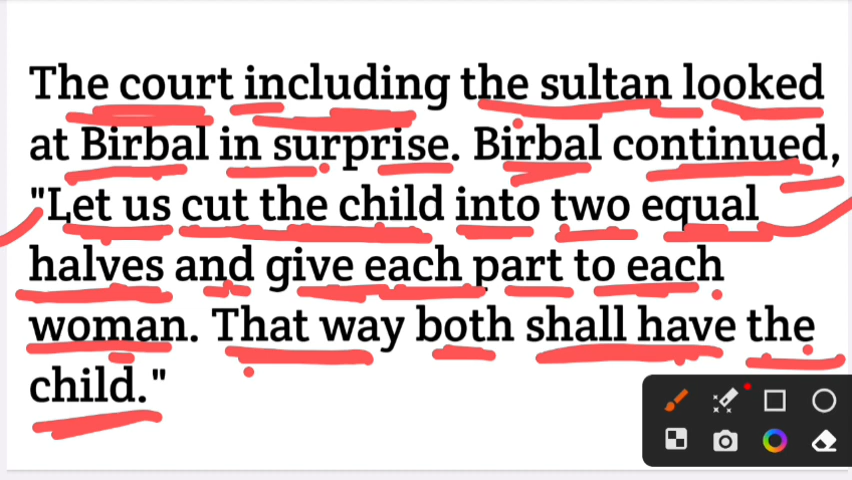 The court including the sultan looked
at Birbal in surprise. Birbal continued,
"Let us cut the child into two equal
halves and give each part to each
woman. That way both shall have the
child."